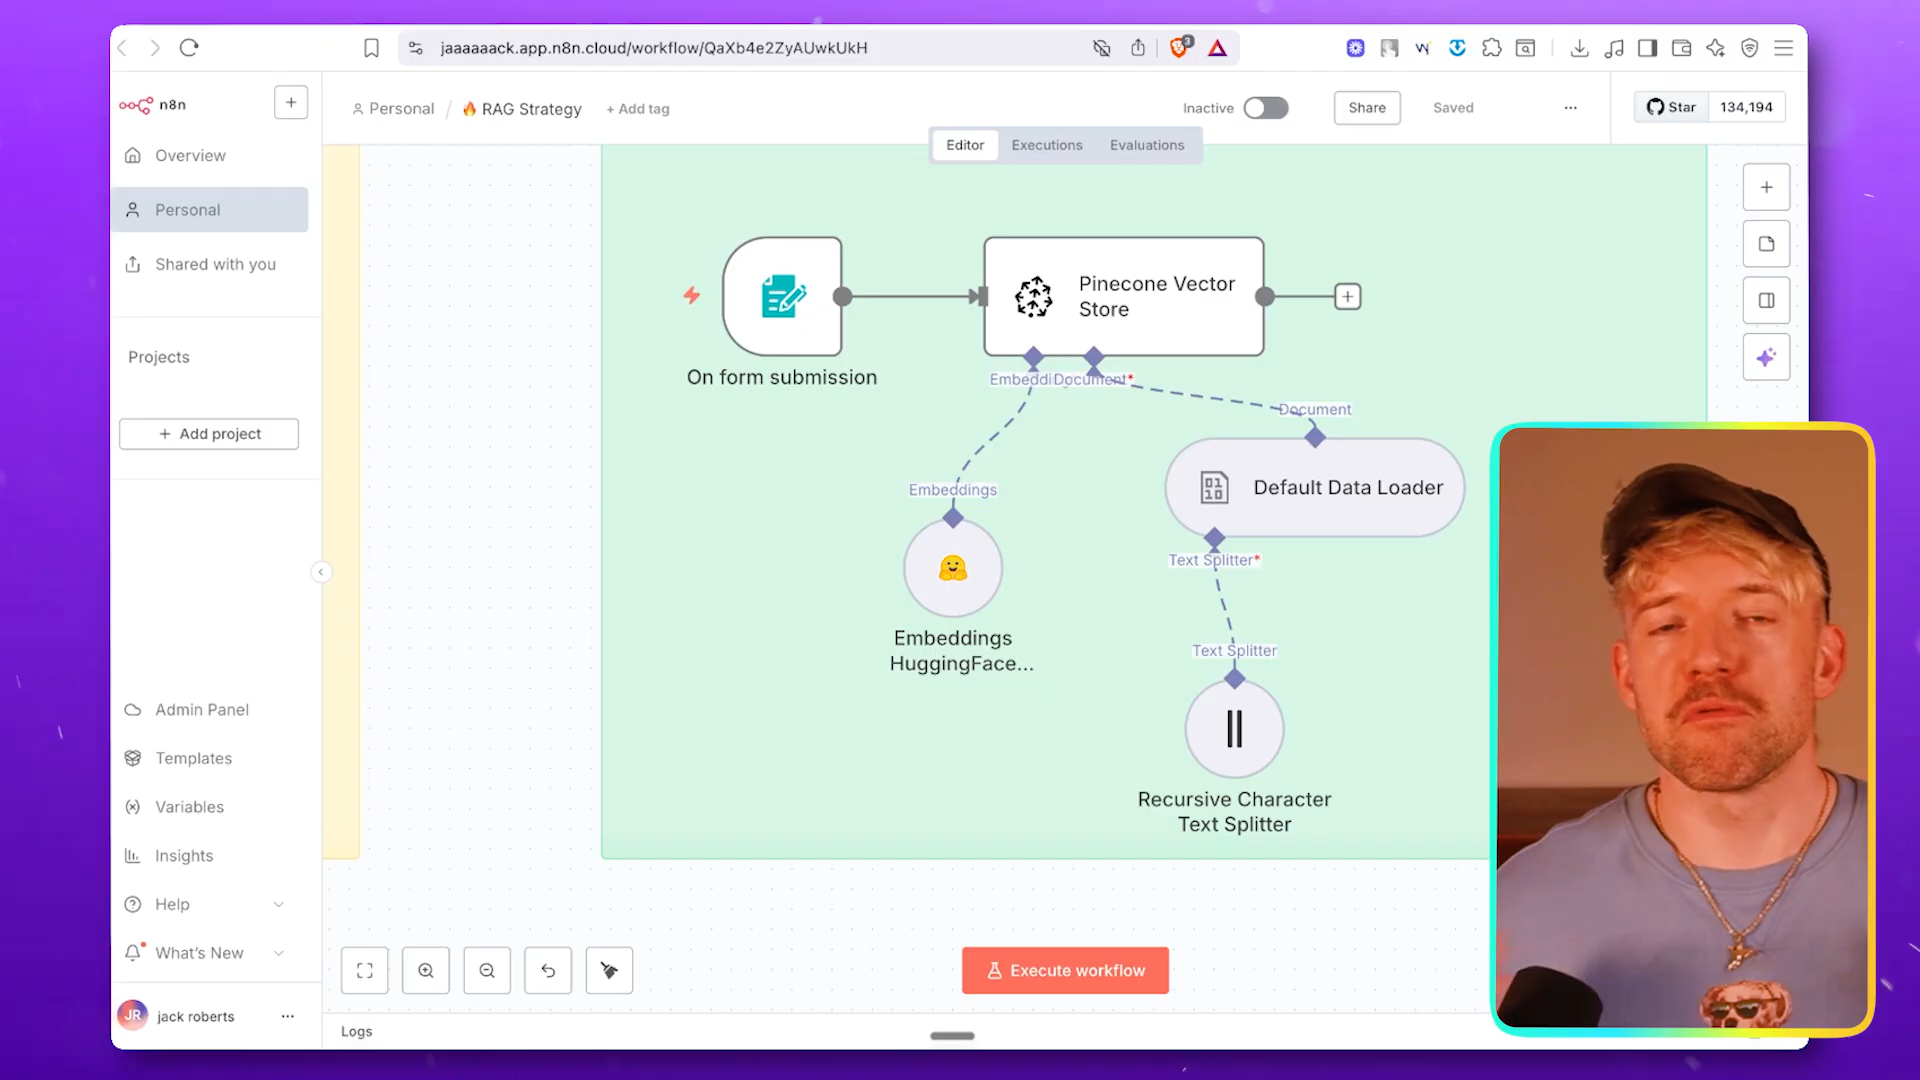 jaaaaaack.app.n8n.cloud/workflow/QaXb4e2ZyAUwkUkH
3
n8n
Personal / 🔥 RAG Strategy + Add tag
Inactive
Share
Saved
Star 134,194
Editor Executions Evaluations
Overview
Personal
Shared with you
Projects
+ Add project
Admin Panel
Templates
Variables
Insights
Help
What's New
JR jack roberts
On form submission
Pinecone Vector
Store
Embeddi
Document*
Document
Embeddings
Default Data Loader
Text Splitter*
Embeddings
HuggingFace...
Text Splitter
Recursive Character
Text Splitter
Execute workflow
Logs